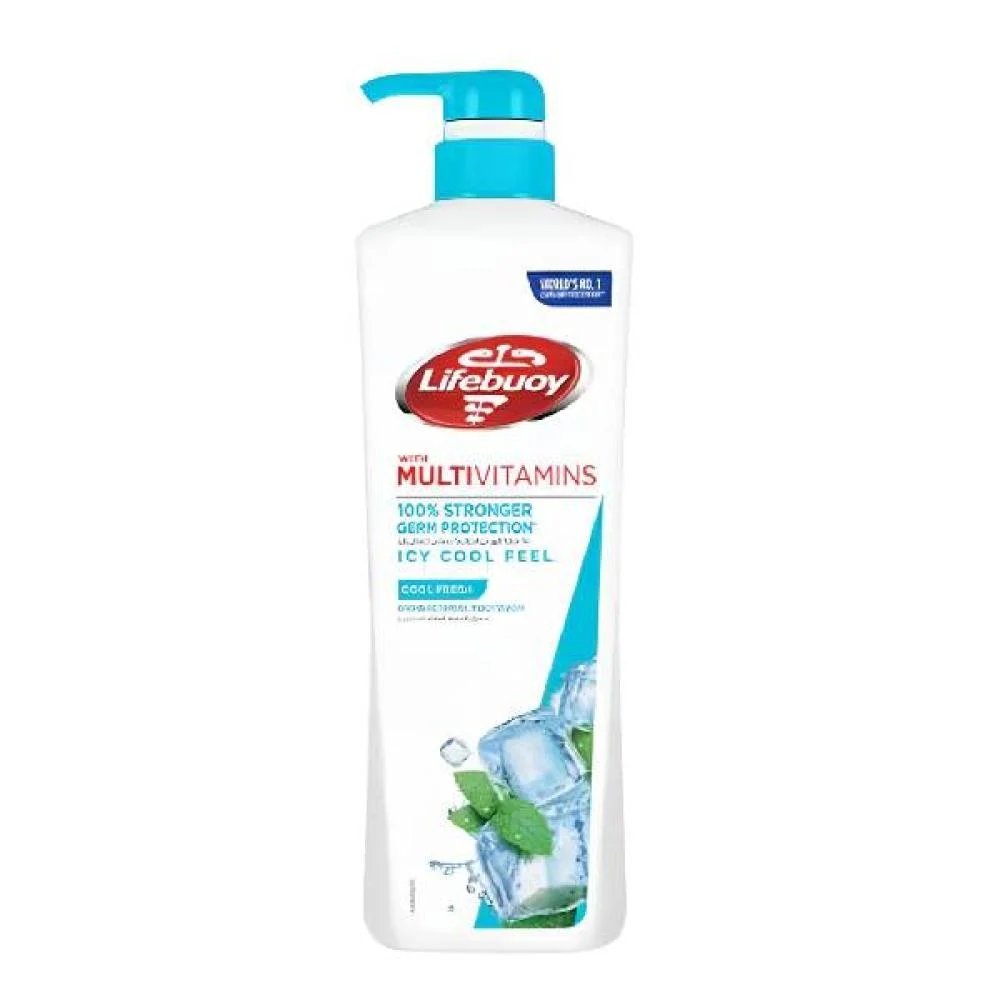 WORLD'S NO. 1
Lifebuoy
WITH
MULTIVITAMINS
100% STRONGER
GERM PROTECTION
ICY COOL FEEL
COOL FRESH